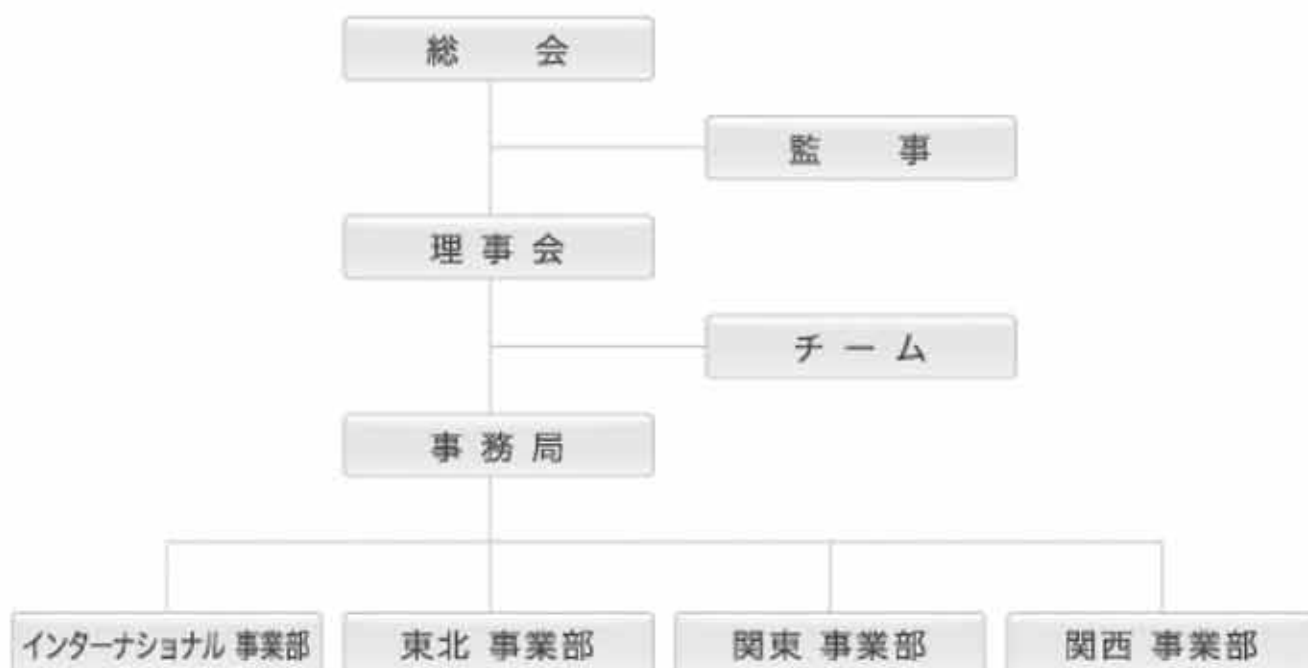 総　会
監　事
理事会
チーム
事務局
インターナショナル 事業部
東北 事業部
関東 事業部
関西 事業部